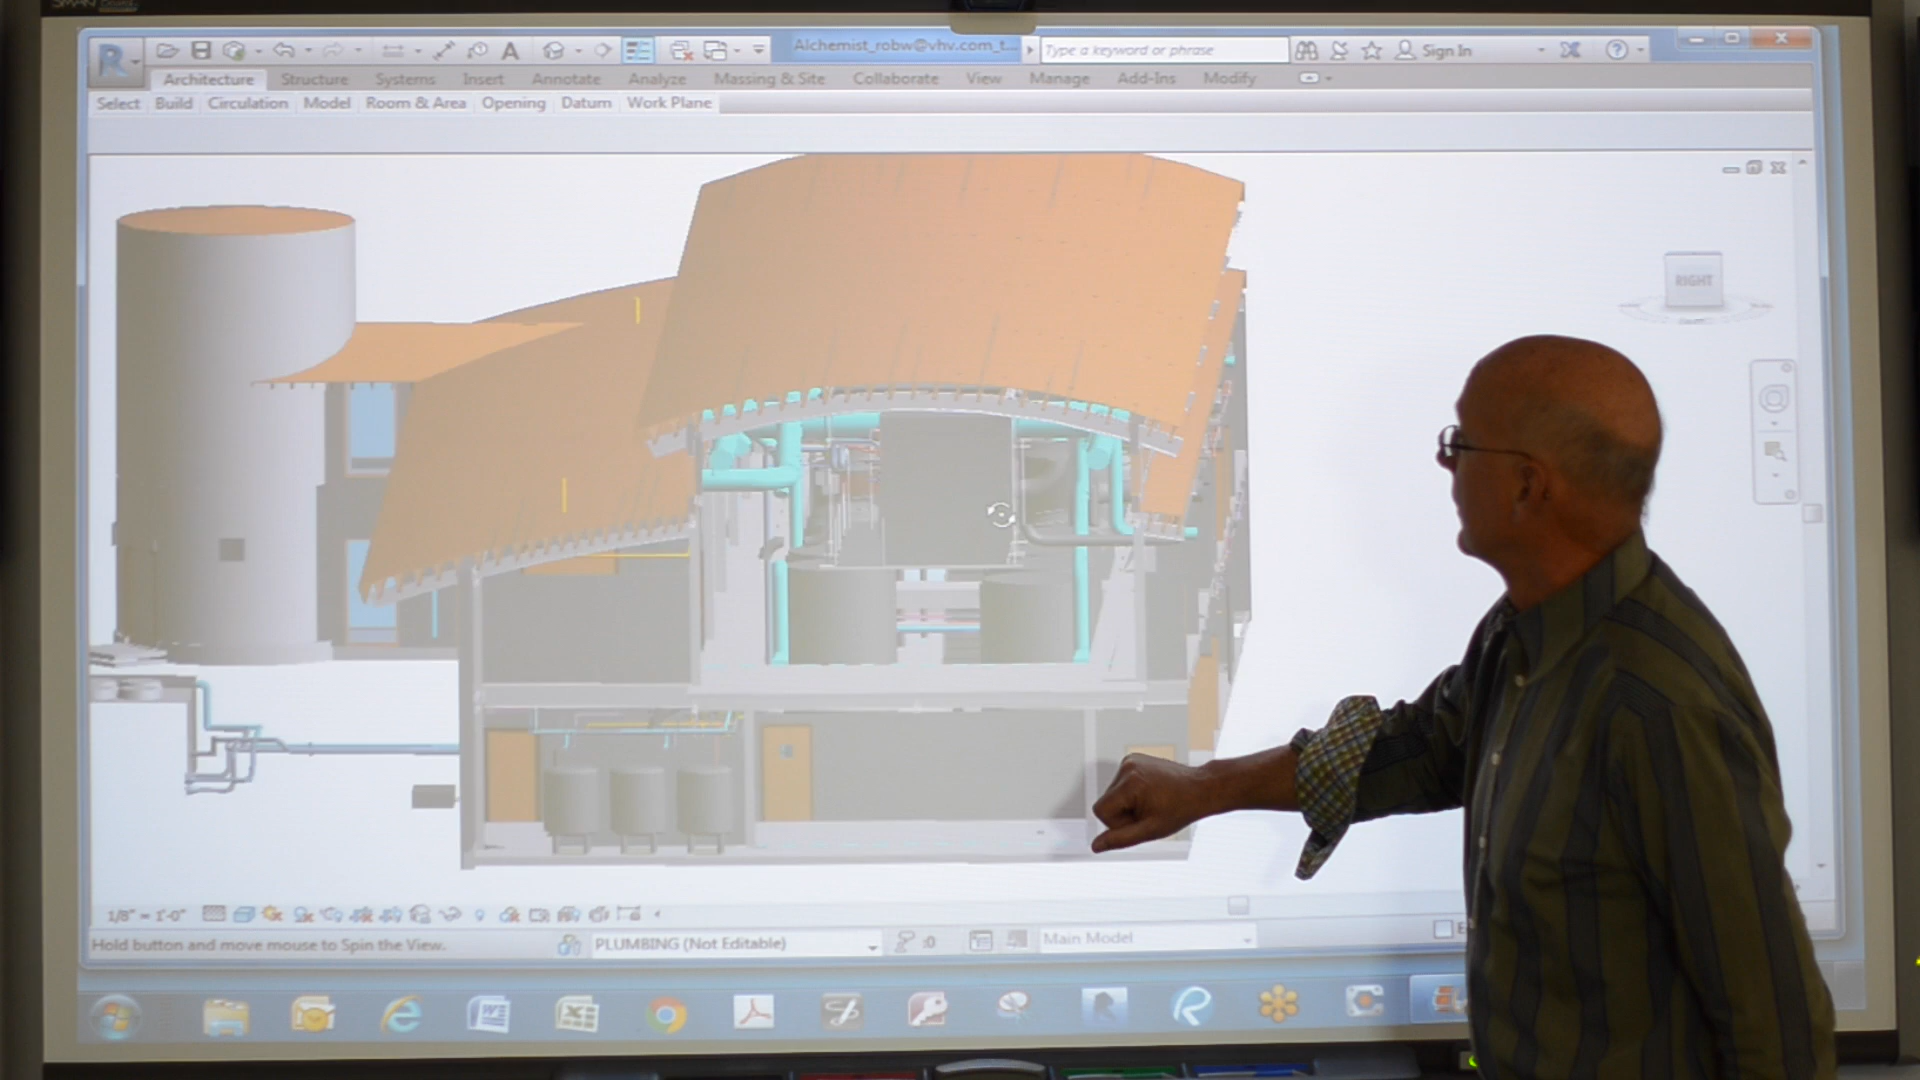 SMART Board
Alchemist_robw@vhv.com_t...
Type a keyword or phrase
Sign In
Architecture Structure Systems Insert Annotate Analyze Massing & Site Collaborate View Manage Add-Ins Modify
Select Build Circulation Model Room & Area Opening Datum Work Plane
RIGHT
1/8" = 1'-0"
Hold button and move mouse to Spin the View.
PLUMBING (Not Editable)
:0
Main Model